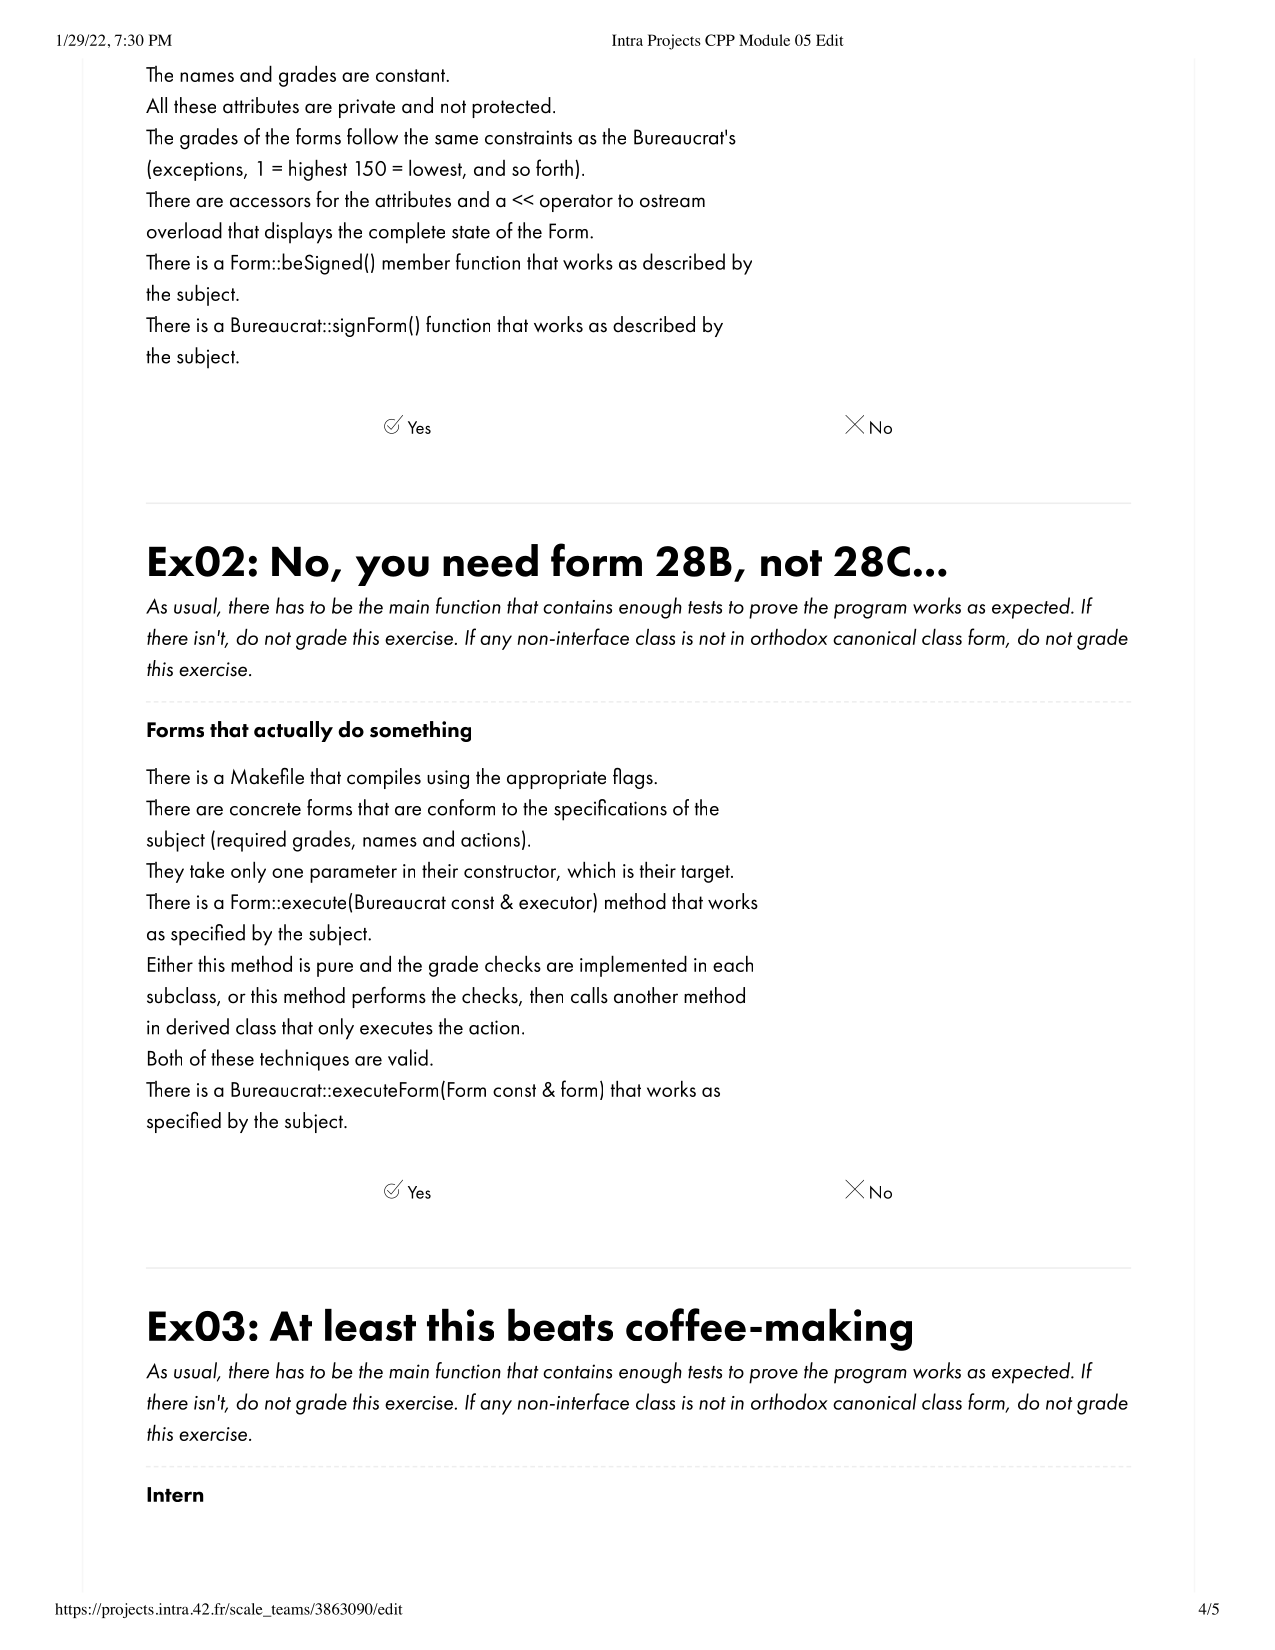 1/29/22, 7:30 PM
Intra Projects CPP Module 05 Edit
The names and grades are constant.
All these attributes are private and not protected.
The grades of the forms follow the same constraints as the Bureaucrat's
(exceptions, 1 = highest 150 = lowest, and so forth).
There are accessors for the attributes and a << operator to ostream
overload that displays the complete state of the Form.
There is a Form::beSigned() member function that works as described by
the subject.
There is a Bureaucrat::signForm() function that works as described by
the subject.
Yes
No
Ex02: No, you need form 28B, not 28C...
As usual, there has to be the main function that contains enough tests to prove the program works as expected. If
there isn't, do not grade this exercise. If any non-interface class is not in orthodox canonical class form, do not grade
this exercise.
Forms that actually do something
There is a Makefile that compiles using the appropriate flags.
There are concrete forms that are conform to the specifications of the
subject (required grades, names and actions).
They take only one parameter in their constructor, which is their target.
There is a Form::execute(Bureaucrat const & executor) method that works
as specified by the subject.
Either this method is pure and the grade checks are implemented in each
subclass, or this method performs the checks, then calls another method
in derived class that only executes the action.
Both of these techniques are valid.
There is a Bureaucrat::executeForm(Form const & form) that works as
specified by the subject.
Yes
No
Ex03: At least this beats coffee-making
As usual, there has to be the main function that contains enough tests to prove the program works as expected. If
there isn't, do not grade this exercise. If any non-interface class is not in orthodox canonical class form, do not grade
this exercise.
Intern
https://projects.intra.42.fr/scale_teams/3863090/edit
4/5